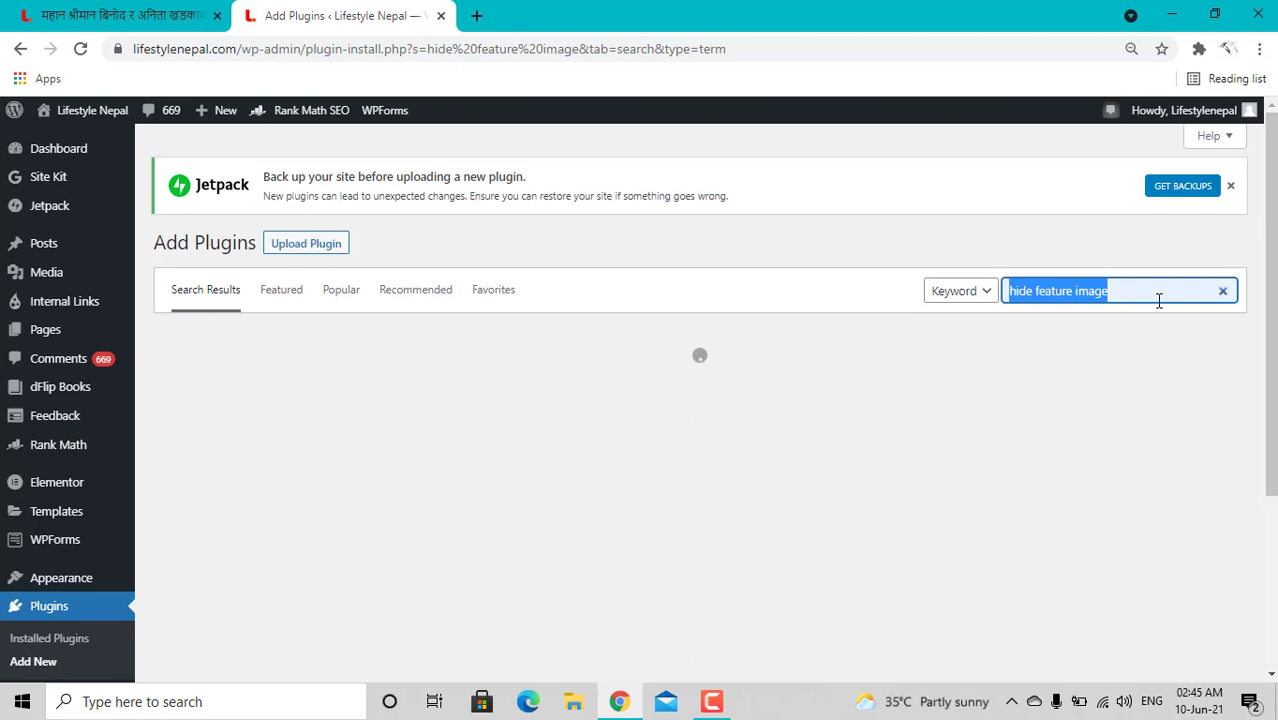 महान श्रीमान बिनोद र अनिता खडका
Add Plugins ‹ Lifestyle Nepal —
lifestylenepal.com/wp-admin/plugin-install.php?s=hide%20feature%20image&tab=search&type=term
Apps
Reading list
Lifestyle Nepal
669
New
Rank Math SEO
WPForms
Howdy, Lifestylenepal
Help
Dashboard
Site Kit
Jetpack
Posts
Media
Internal Links
Pages
Comments 669
dFlip Books
Feedback
Rank Math
Elementor
Templates
WPForms
Appearance
Plugins
Installed Plugins
Add New
Jetpack
Back up your site before uploading a new plugin.
New plugins can lead to unexpected changes. Ensure you can restore your site if something goes wrong.
GET BACKUPS
Add Plugins
Upload Plugin
Search Results
Featured
Popular
Recommended
Favorites
Keyword
hide feature image
Type here to search
35°C Partly sunny
ENG
02:45 AM
10-Jun-21
2